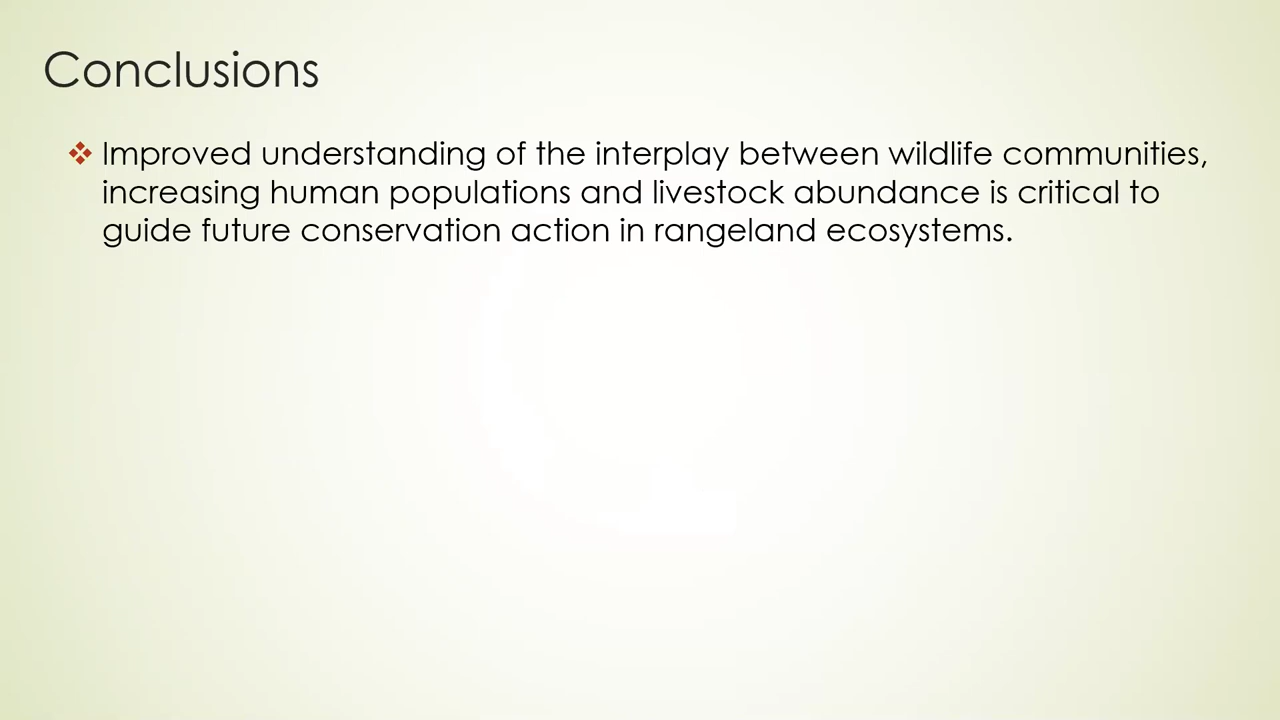 Conclusions
Improved understanding of the interplay between wildlife communities,
increasing human populations and livestock abundance is critical to
guide future conservation action in rangeland ecosystems.